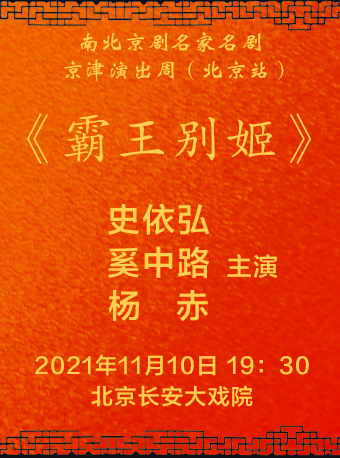 南北京剧名家名剧
京津演出周（北京站）
《霸王别姬》
史依弘
奚中路 主演
杨 赤
2021年11月10日 19：30
北京长安大戏院